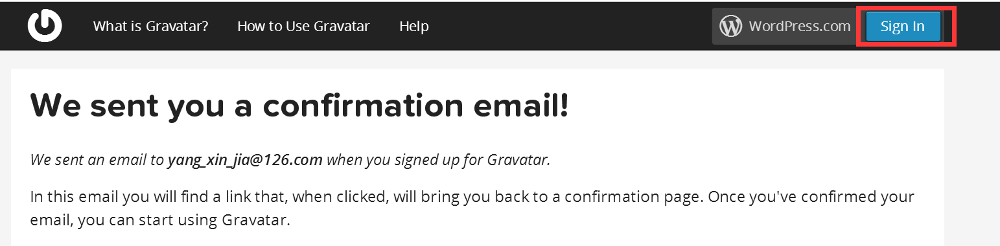 What is Gravatar? How to Use Gravatar Help WordPress.com Sign In
We sent you a confirmation email!
We sent an email to yang_xin_jia@126.com when you signed up for Gravatar.
In this email you will find a link that, when clicked, will bring you back to a confirmation page. Once you've confirmed your
email, you can start using Gravatar.